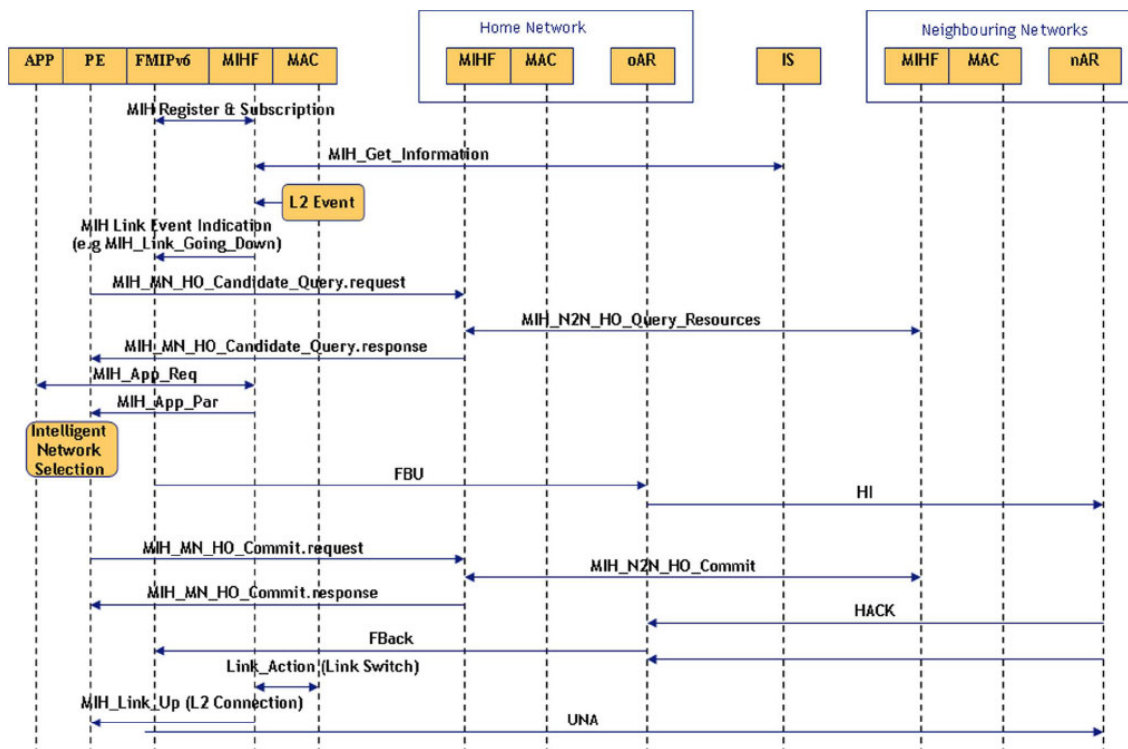 Home Network
Neighbouring Networks
APP PE FMIPv6 MIHF MAC MIHF MAC oAR IS MIHF MAC nAR
MIH Register & Subscription
MIH_Get_Information
L2 Event
MIH Link Event Indication
(e.g MIH_Link_Going_Down)
MIH_MN_HO_Candidate_Query.request
MIH_N2N_HO_Query_Resources
MIH_MN_HO_Candidate_Query.response
MIH_App_Req
MIH_App_Par
Intelligent
Network
Selection
FBU
HI
MIH_MN_HO_Commit.request
MIH_N2N_HO_Commit
MIH_MN_HO_Commit.response
HACK
FBack
Link_Action (Link Switch)
MIH_Link_Up (L2 Connection)
UNA